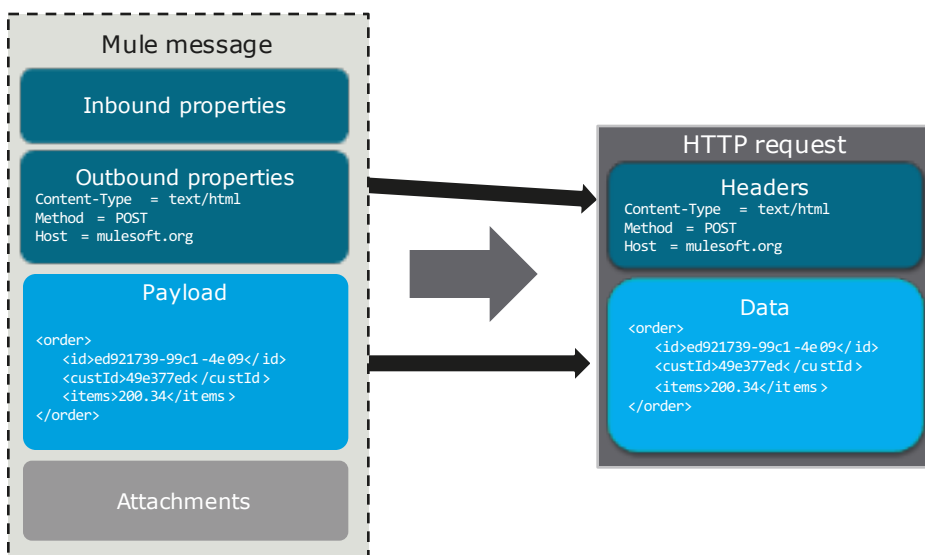 Mule message
Inbound properties
Outbound properties
Content-Type = text/html
Method = POST
Host = mulesoft.org
Payload
<order>
<id>ed921739-99c1-4e09</id>
<custId>49e377ed</custId>
<items>200.34</items>
</order>
Attachments
HTTP request
Headers
Content-Type = text/html
Method = POST
Host = mulesoft.org
Data
<order>
<id>ed921739-99c1-4e09</id>
<custId>49e377ed</custId>
<items>200.34</items>
</order>